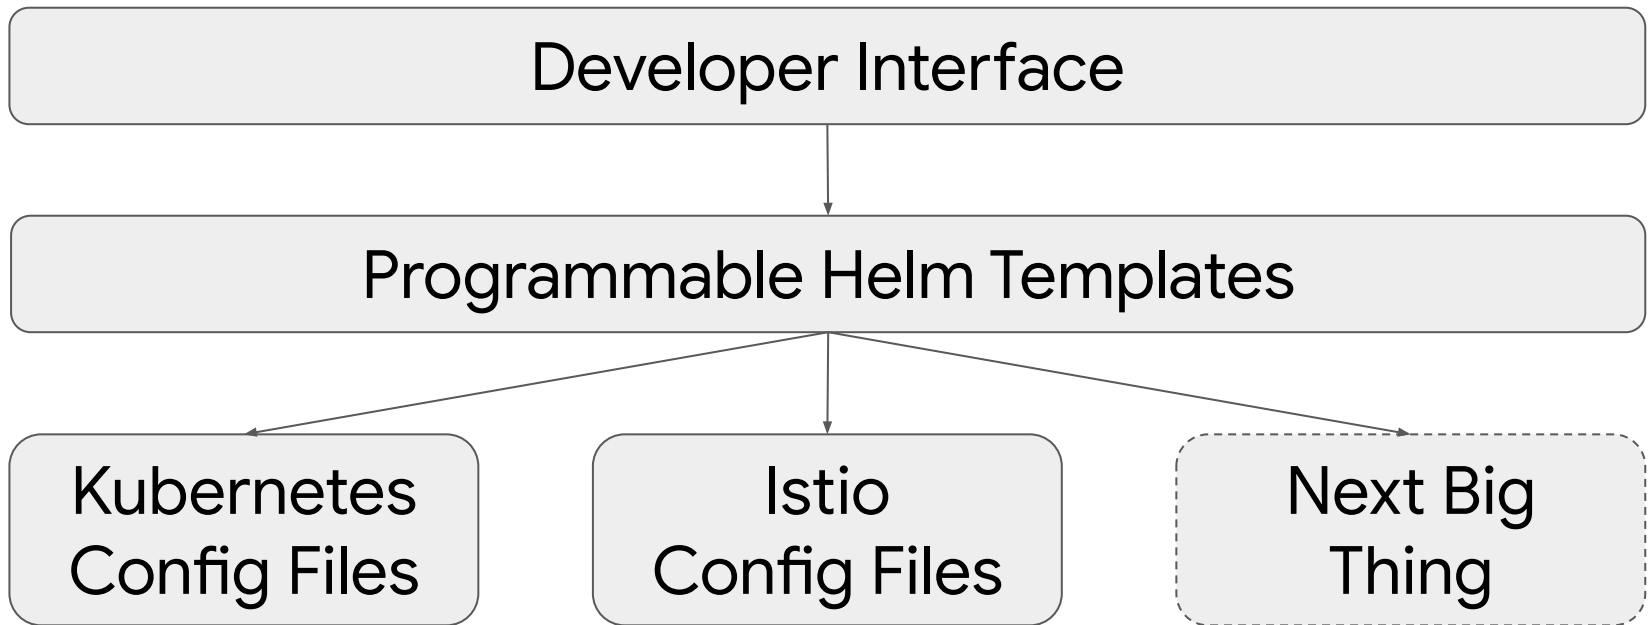 Developer Interface
Programmable Helm Templates
Kubernetes
Config Files
Istio
Config Files
Next Big
Thing